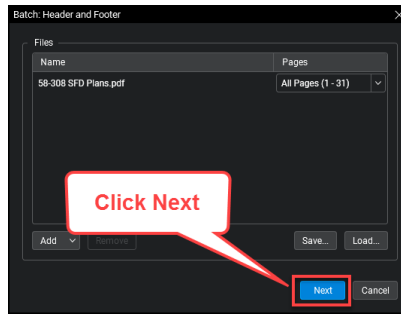 Batch: Header and Footer
Files
Name Pages
58-308 SFD Plans.pdf All Pages (1 - 31)
Click Next
Add Remove Save... Load...
Next Cancel